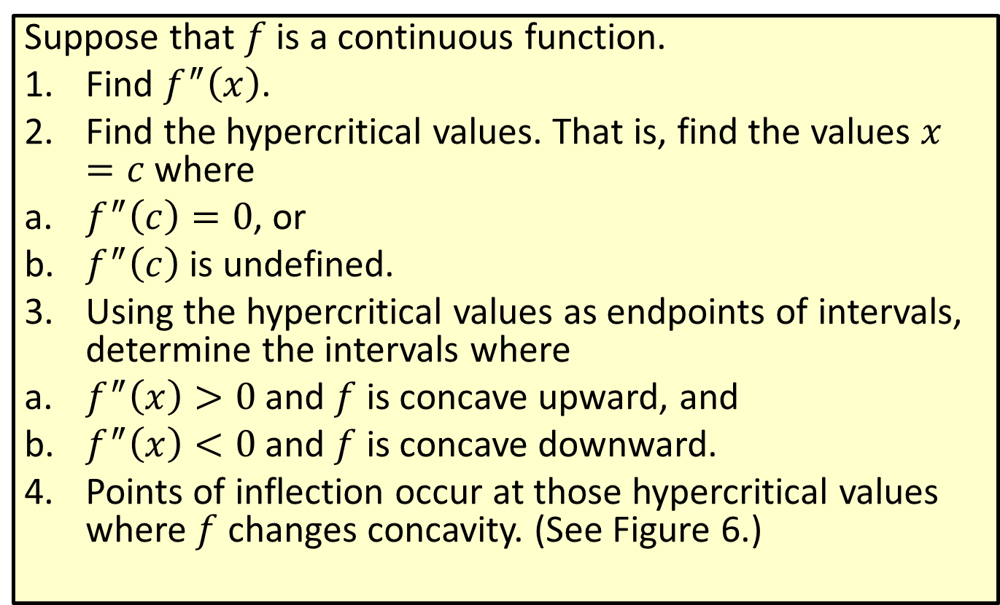 Suppose that f is a continuous function.
1. Find f″(x).
2. Find the hypercritical values. That is, find the values x
= c where
a. f″(c) = 0, or
b. f″(c) is undefined.
3. Using the hypercritical values as endpoints of intervals,
determine the intervals where
a. f″(x) > 0 and f is concave upward, and
b. f″(x) < 0 and f is concave downward.
4. Points of inflection occur at those hypercritical values
where f changes concavity. (See Figure 6.)